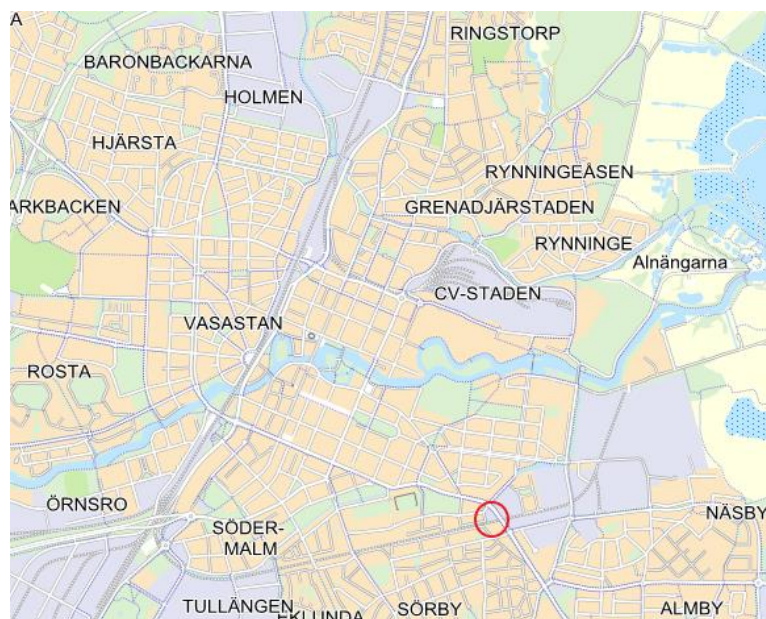 A
RINGSTORP
BARONBACKARNA
HOLMEN
HJÄRSTA
RYNNINGEÅSEN
ARKBACKEN
GRENADJÄRSTADEN
RYNNINGE
Alnängarna
CV-STADEN
VASASTAN
ROSTA
ÖRNSRO
NÄSBY
SÖDER-
MALM
TULLÄNGEN
EKLUNDA
SÖRBY
ALMBY